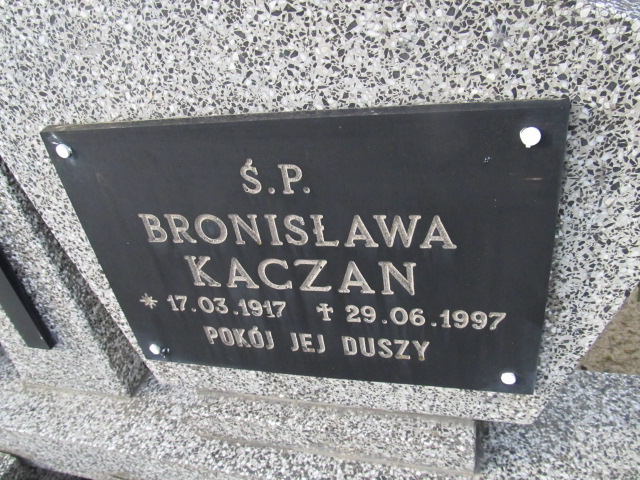 Ś.P.
BRONISŁAWA
KACZAN
* 17.03.1917 ✝ 29.06.1997
POKÓJ JEJ DUSZY